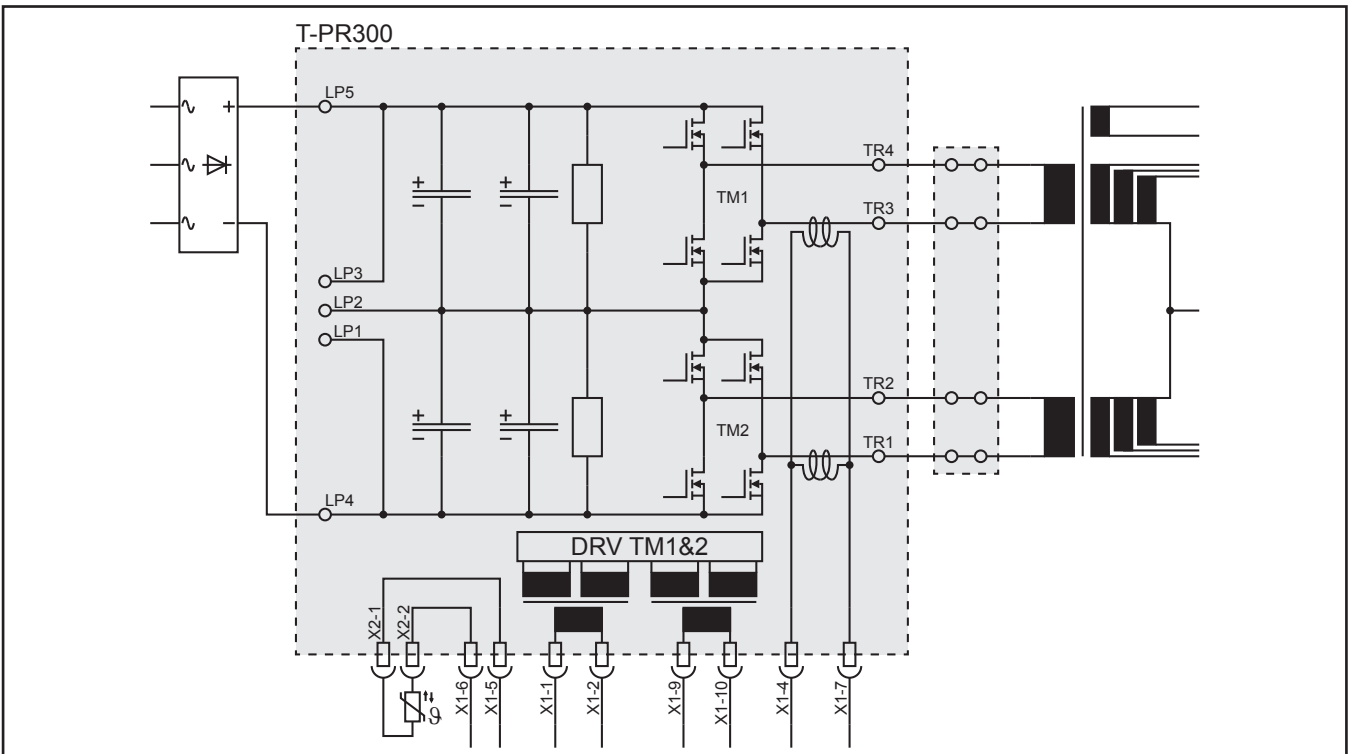 T-PR300
LP5
+
−
LP3
LP2
LP1
LP4
+
−
+
−
+
−
+
−
TM1
TM2
TR4
TR3
TR2
TR1
DRV TM1&2
X2-1
X2-2
ϑ
X1-6
X1-5
X1-1
X1-2
X1-9
X1-10
X1-4
X1-7